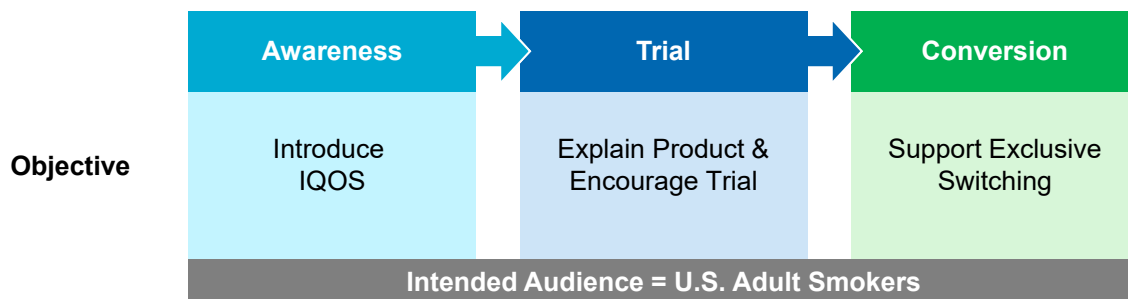 Awareness
Trial
Conversion
Objective
Introduce
IQOS
Explain Product &
Encourage Trial
Support Exclusive
Switching
Intended Audience = U.S. Adult Smokers